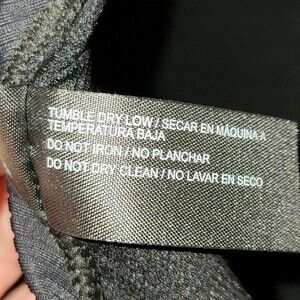 TUMBLE DRY LOW / SECAR EN MÁQUINA A
TEMPERATURA BAJA
DO NOT IRON / NO PLANCHAR
DO NOT DRY CLEAN / NO LAVAR EN SECO